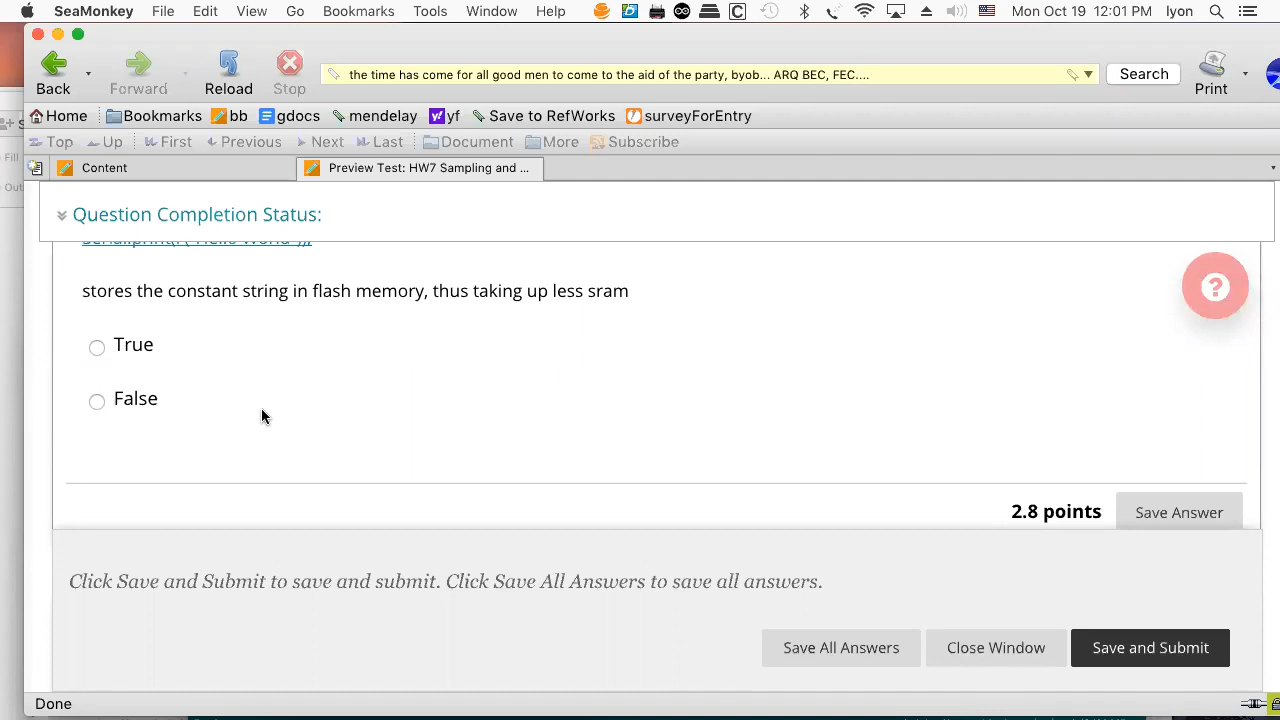 SeaMonkey File Edit View Go Bookmarks Tools Window Help Mon Oct 19 12:01 PM lyon
the time has come for all good men to come to the aid of the party, byob... ARQ BEC, FEC.... Search
Back Forward Reload Stop Print
Home Bookmarks bb gdocs mendelay yf Save to RefWorks surveyForEntry
Top Up First Previous Next Last Document More Subscribe
Content Preview Test: HW7 Sampling and ...
Question Completion Status:
stores the constant string in flash memory, thus taking up less sram
True
False
2.8 points Save Answer
Click Save and Submit to save and submit. Click Save All Answers to save all answers.
Save All Answers Close Window Save and Submit
Done